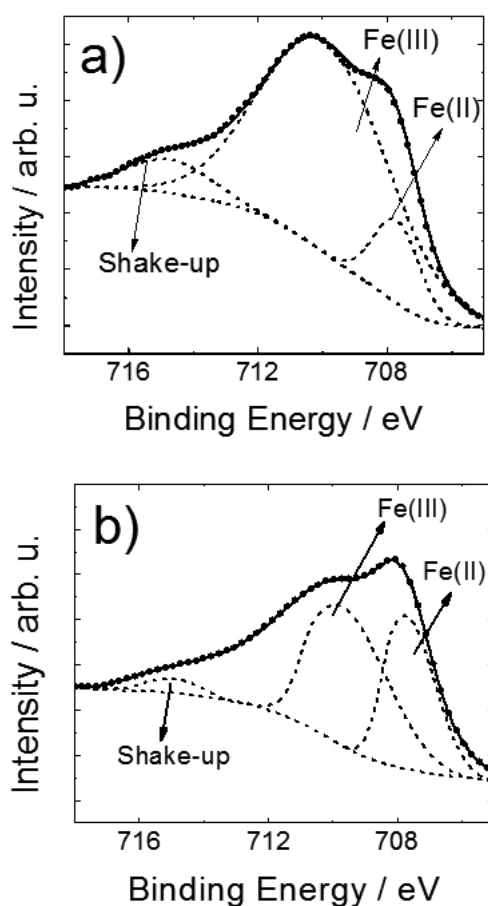 a)
Fe(III)
Fe(II)
Shake-up
Intensity / arb. u.
716
712
708
Binding Energy / eV
b)
Fe(III)
Fe(II)
Shake-up
Intensity / arb. u.
716
712
708
Binding Energy / eV